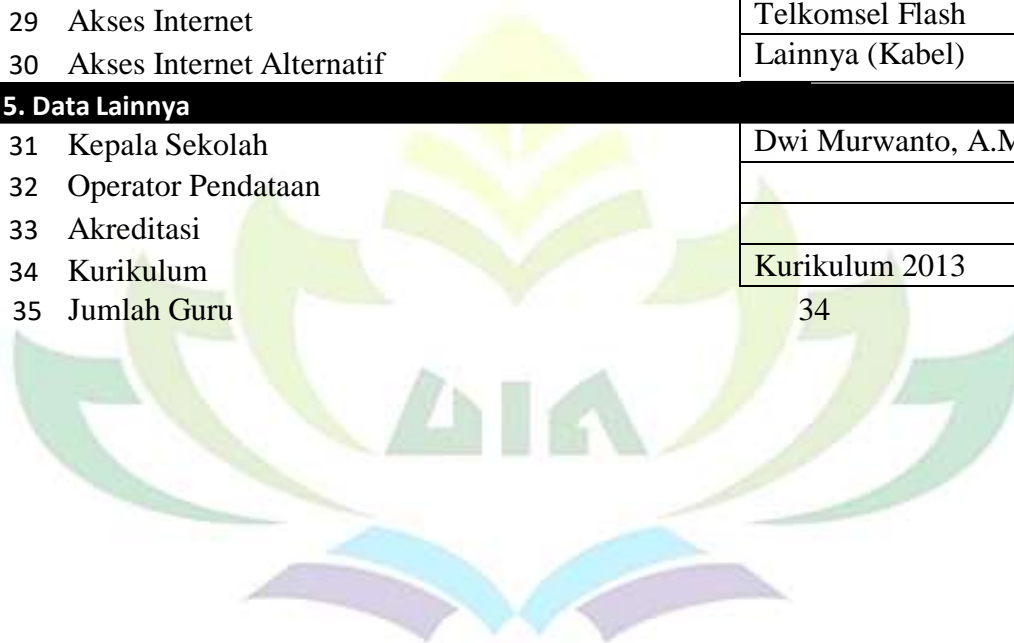 29 Akses Internet Telkomsel Flash
30 Akses Internet Alternatif Lainnya (Kabel)
5. Data Lainnya
31 Kepala Sekolah Dwi Murwanto, A.M
32 Operator Pendataan
33 Akreditasi
34 Kurikulum Kurikulum 2013
35 Jumlah Guru 34